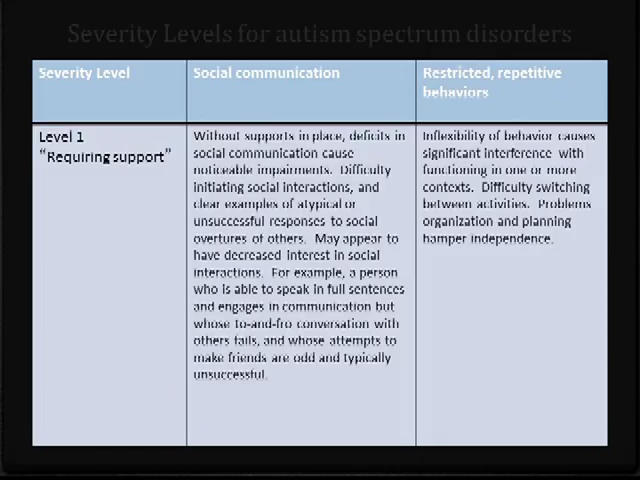 Severity Levels for autism spectrum disorders
Severity Level
Social communication
Restricted, repetitive
behaviors
Level 1
“Requiring support”
Without supports in place, deficits in
social communication cause
noticeable impairments.  Difficulty
initiating social interactions, and
clear examples of atypical or
unsuccessful responses to social
overtures of others.  May appear to
have decreased interest in social
interactions.  For example, a person
who is able to speak in full sentences
and engages in communication but
whose to-and-fro conversation with
others fails, and whose attempts to
make friends are odd and typically
unsuccessful.
Inflexibility of behavior causes
significant interference with
functioning in one or more
contexts.  Difficulty switching
between activities.  Problems
organization and planning
hamper independence.